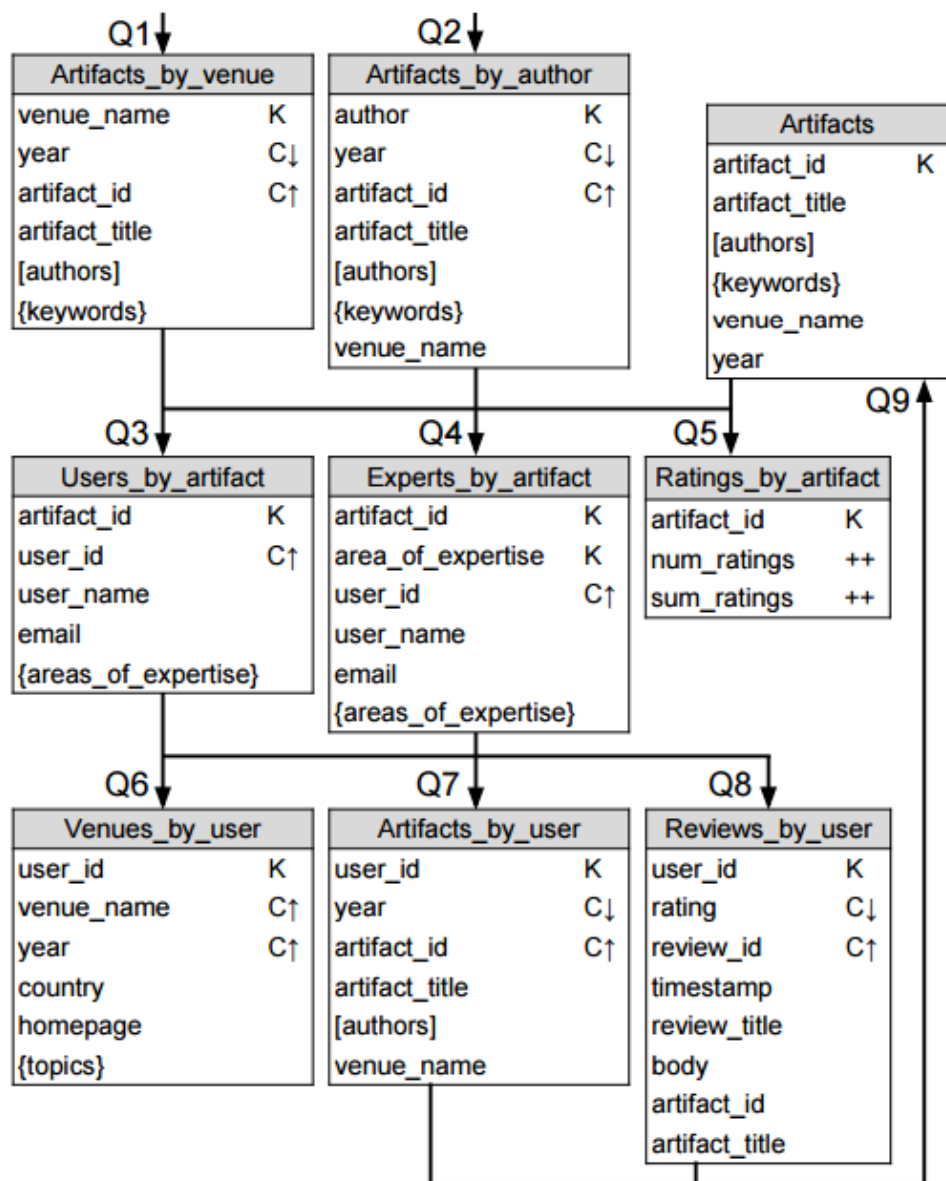 Q1
Artifacts_by_venue
venue_name K
year C↓
artifact_id C↑
artifact_title
[authors]
{keywords}
Q2
Artifacts_by_author
author K
year C↓
artifact_id C↑
artifact_title
[authors]
{keywords}
venue_name
Artifacts
artifact_id K
artifact_title
[authors]
{keywords}
venue_name
year
Q9
Q3
Users_by_artifact
artifact_id K
user_id C↑
user_name
email
{areas_of_expertise}
Q4
Experts_by_artifact
artifact_id K
area_of_expertise K
user_id C↑
user_name
email
{areas_of_expertise}
Q5
Ratings_by_artifact
artifact_id K
num_ratings ++
sum_ratings ++
Q6
Venues_by_user
user_id K
venue_name C↑
year C↑
country
homepage
{topics}
Q7
Artifacts_by_user
user_id K
year C↓
artifact_id C↑
artifact_title
[authors]
venue_name
Q8
Reviews_by_user
user_id K
rating C↓
review_id C↑
timestamp
review_title
body
artifact_id
artifact_title